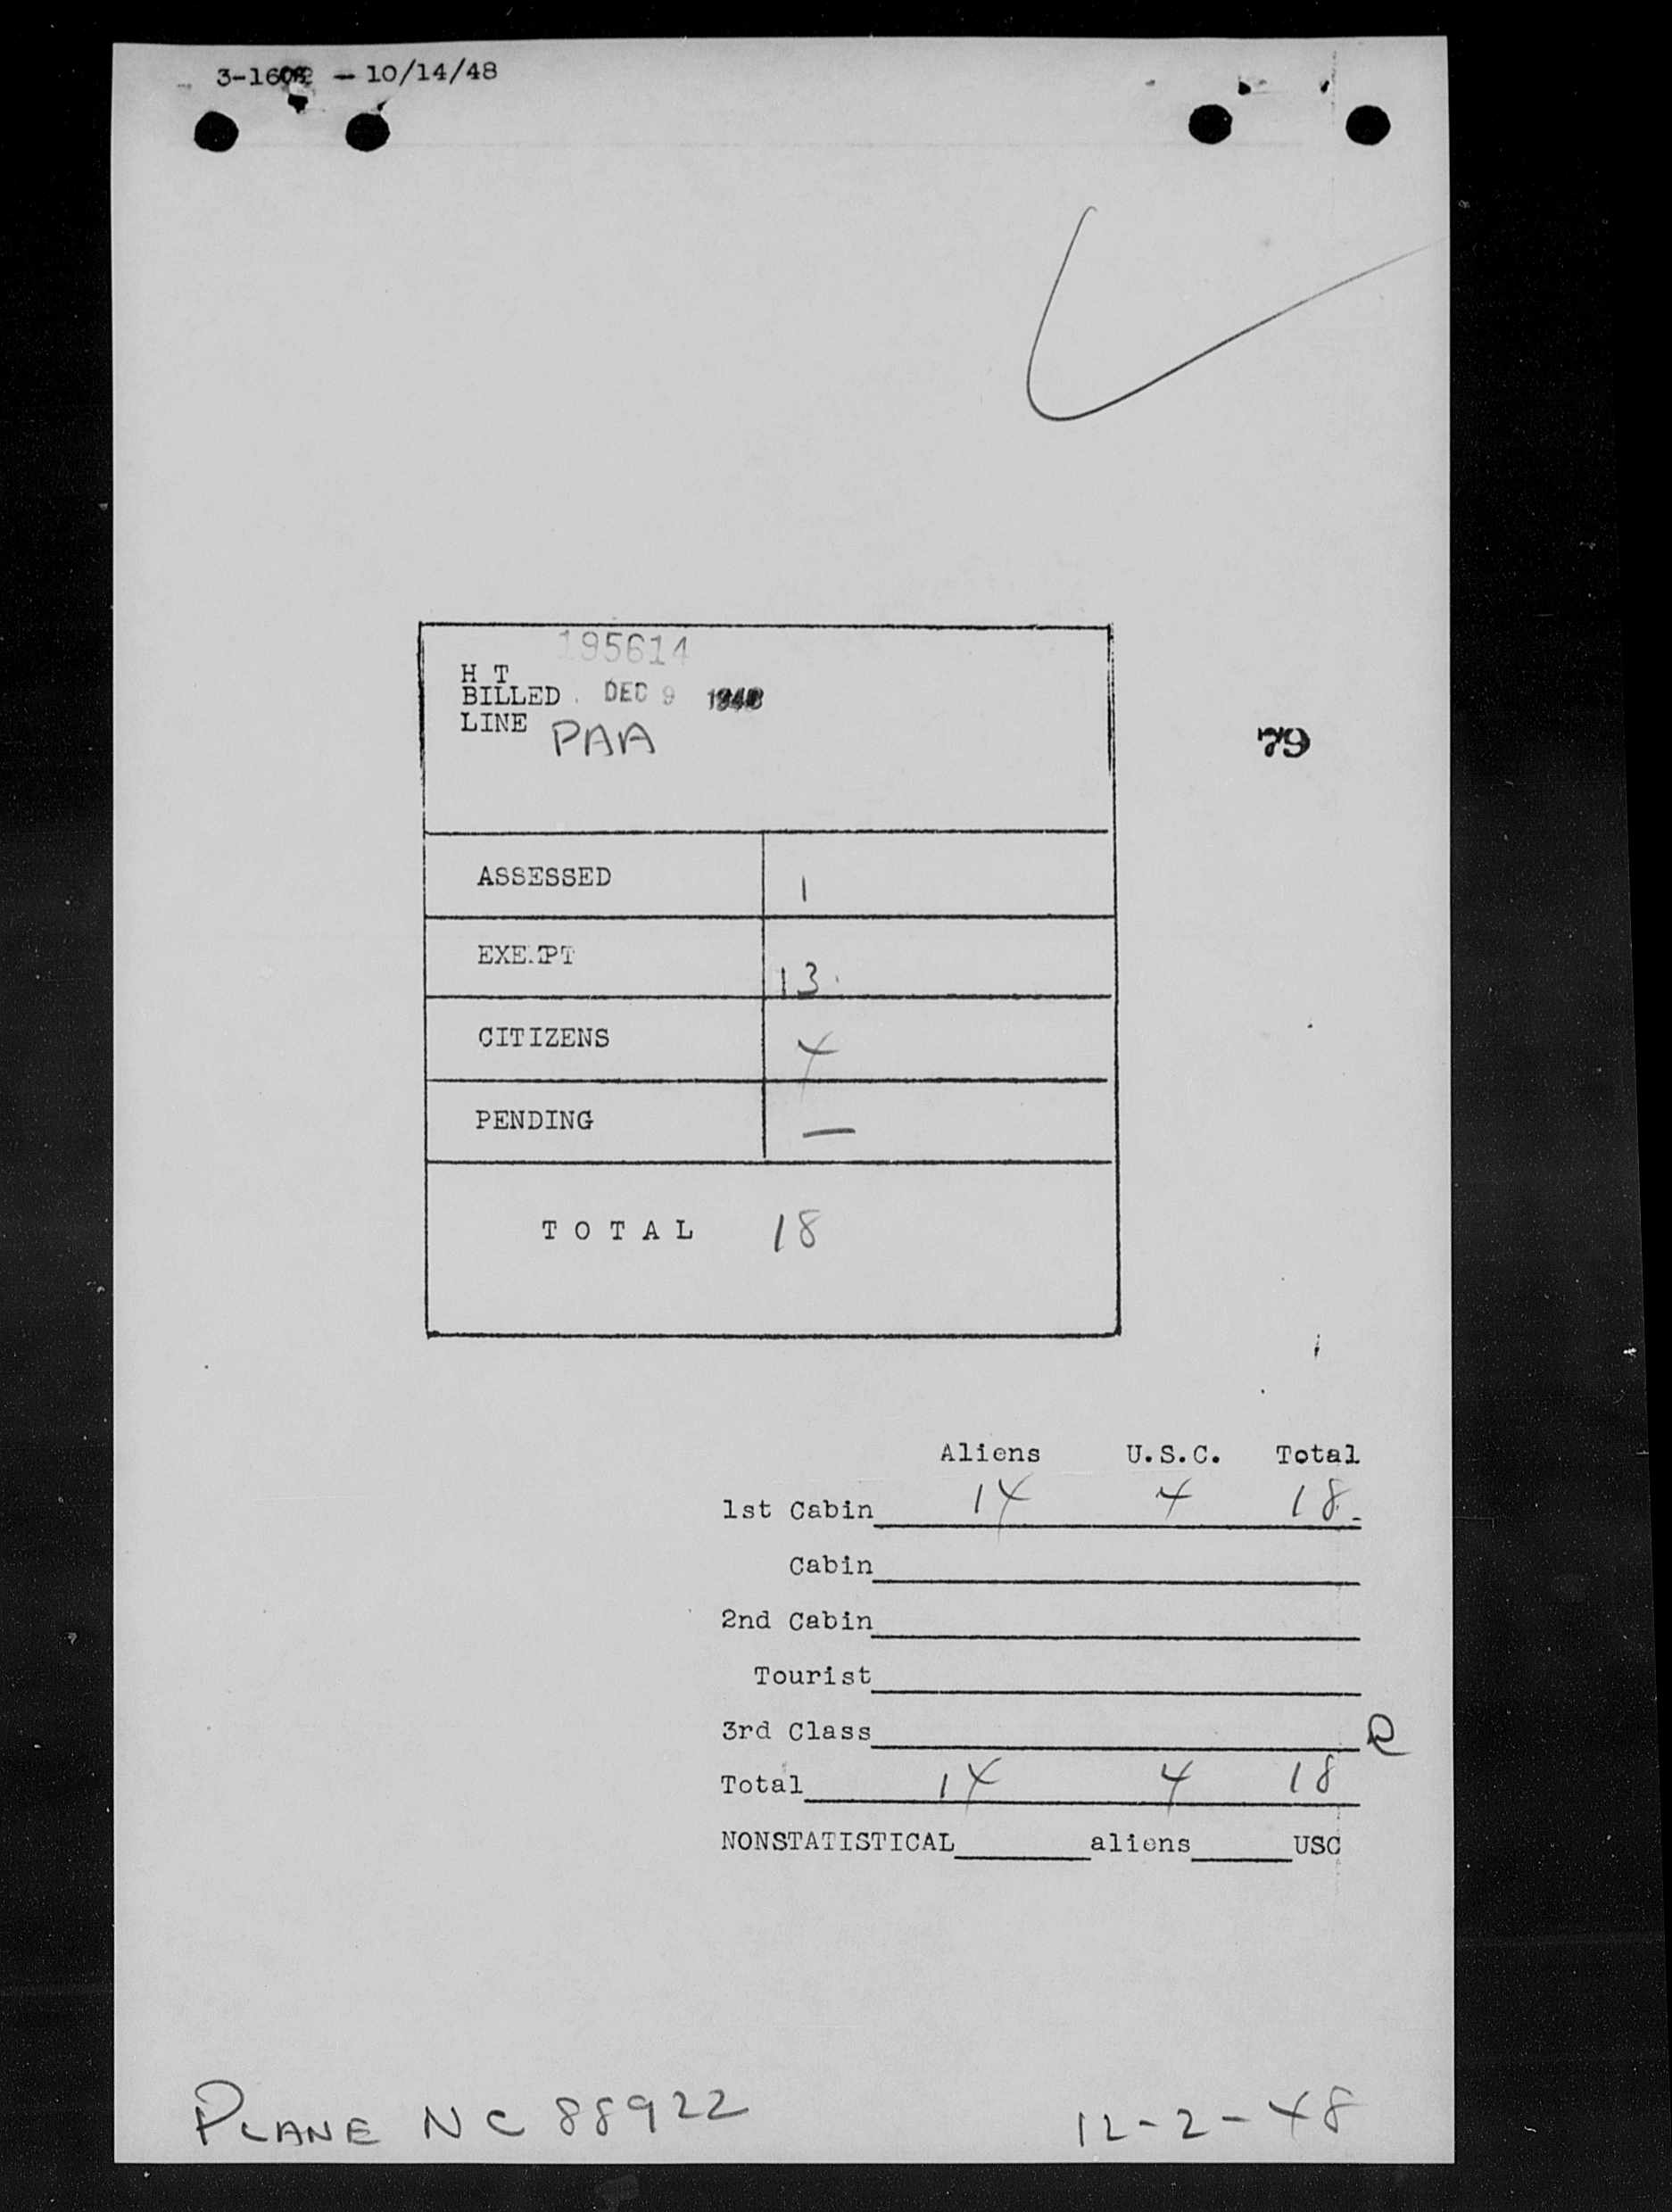 - 10/14/48
195614
H T
BILLED DEC 9 1948
LINE PAA
79
ASSESSED 1
EXEMPT 13
CITIZENS 4
PENDING —
TOTAL 18
Aliens U.S.C. Total
1st Cabin 14 4 18
Cabin
2nd Cabin
Tourist
3rd Class
Total 14 4 18
NONSTATISTICAL aliens USC
PLANE NC 88922 12-2-48